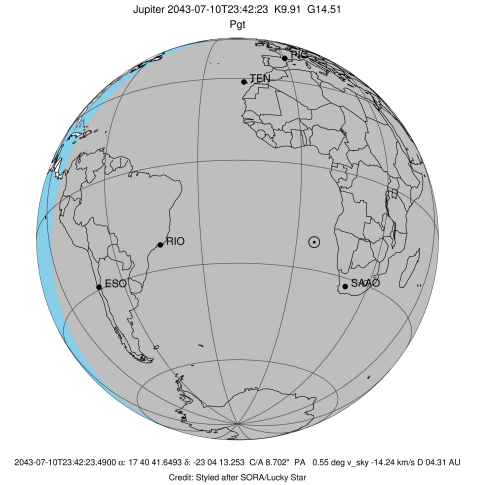 Jupiter 2043-07-10T23:42:23 K9.91 G14.51
Pgt
PIC
TEN
RIO
ESO
SAAO
2043-07-10T23:42:23.4900 α: 17 40 41.6493 δ: -23 04 13.253 C/A 8.702" PA 0.55 deg v_sky -14.24 km/s D 04.31 AU
Credit: Styled after SORA/Lucky Star